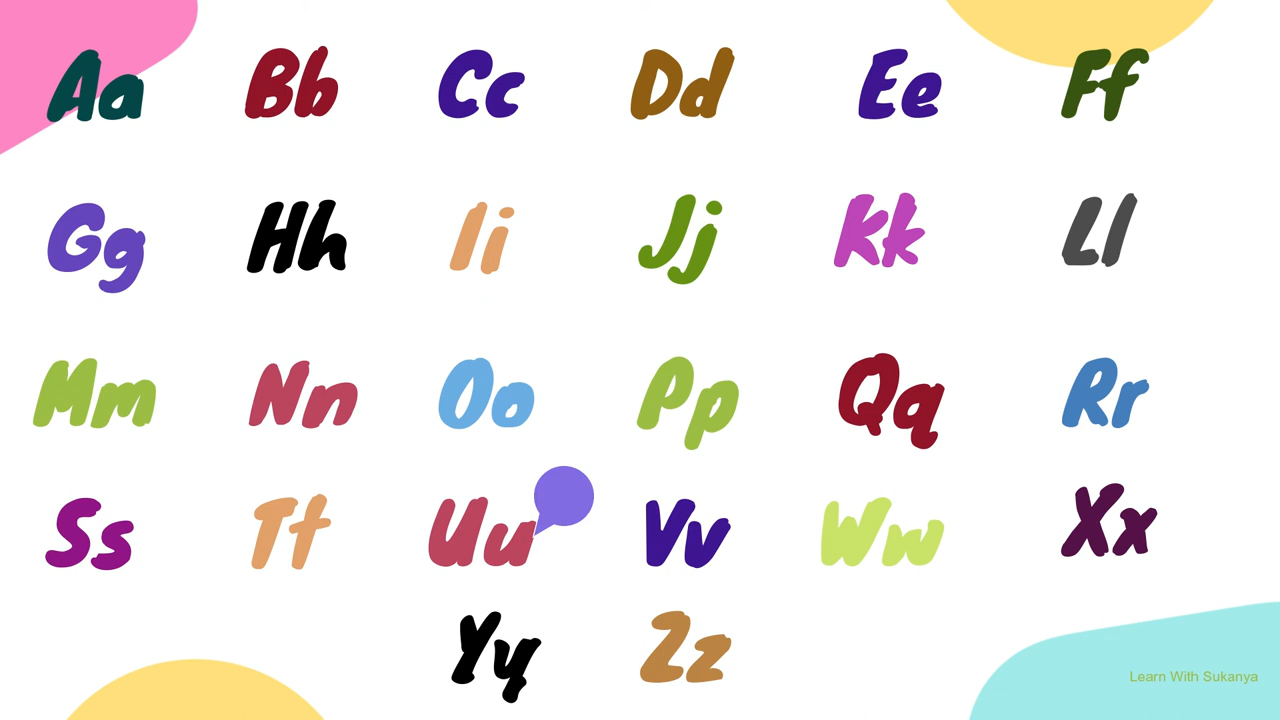 Aa Bb Cc Dd Ee Ff
Gg Hh Ii Jj Kk Ll
Mm Nn Oo Pp Qq Rr
Ss Tt Uu Vv Ww Xx
Yy Zz
Learn With Sukanya